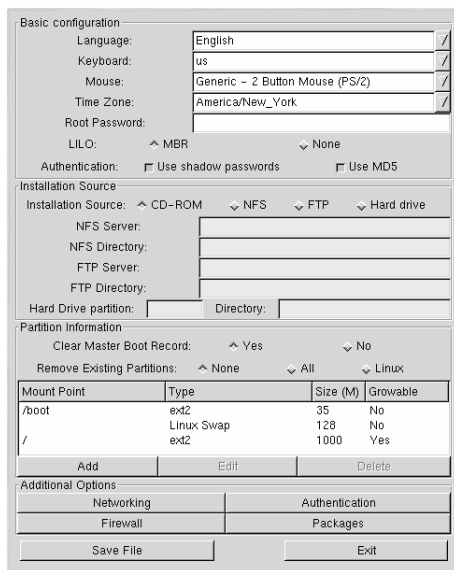 Basic configuration
Language: English
Keyboard: us
Mouse: Generic - 2 Button Mouse (PS/2)
Time Zone: America/New_York
Root Password:
LILO: MBR None
Authentication: Use shadow passwords Use MD5
Installation Source
Installation Source: CD-ROM NFS FTP Hard drive
NFS Server:
NFS Directory:
FTP Server:
FTP Directory:
Hard Drive partition: Directory:
Partition Information
Clear Master Boot Record: Yes No
Remove Existing Partitions: None All Linux
Mount Point Type Size (M) Growable
/boot ext2 35 No
Linux Swap 128 No
/ ext2 1000 Yes
Add Edit Delete
Additional Options
Networking Authentication
Firewall Packages
Save File Exit